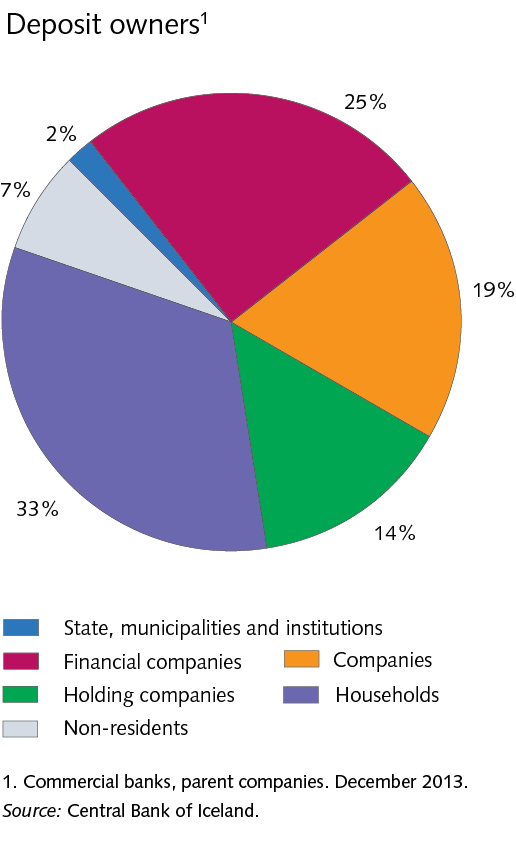 Deposit owners¹
25%
2%
7%
19%
33%
14%
State, municipalities and institutions
Financial companies
Companies
Holding companies
Households
Non-residents
1. Commercial banks, parent companies. December 2013.
Source: Central Bank of Iceland.